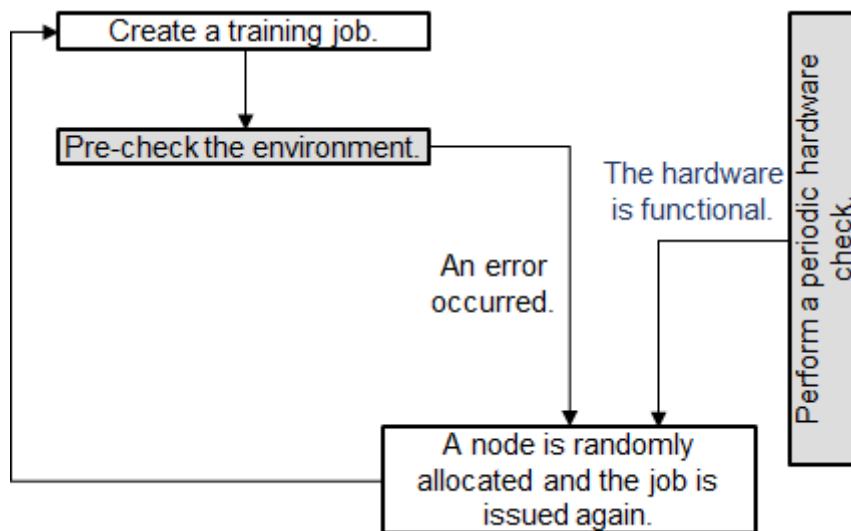 Create a training job.
Pre-check the environment.
The hardware
is functional.
An error
occurred.
Perform a periodic hardware
check.
A node is randomly
allocated and the job is
issued again.